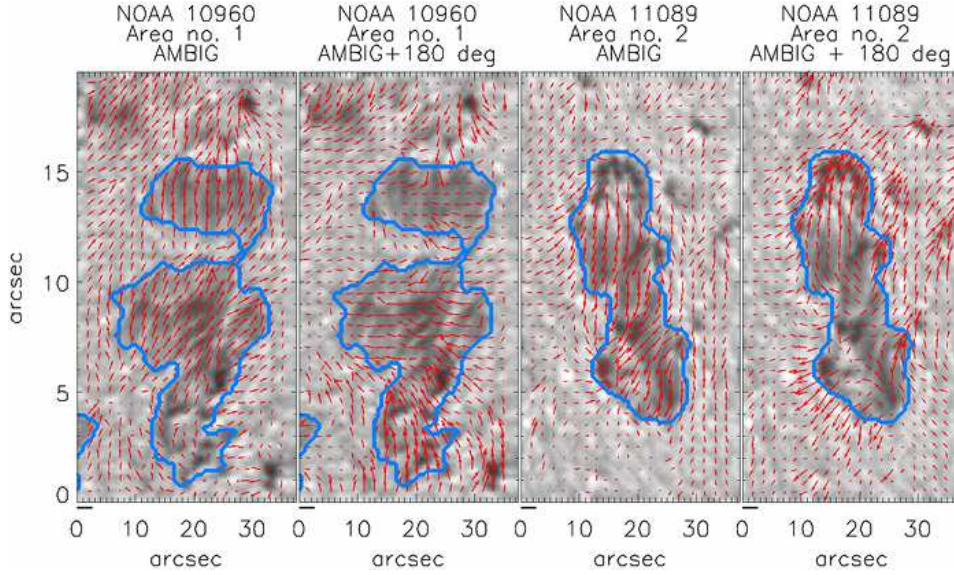 NOAA 10960
Area no. 1
AMBIG
NOAA 10960
Area no. 1
AMBIG+180 deg
NOAA 11089
Area no. 2
AMBIG
NOAA 11089
Area no. 2
AMBIG + 180 deg
arcsec
15
10
5
0
0 10 20 30
0 10 20 30
0 10 20 30
0 10 20 30
arcsec
arcsec
arcsec
arcsec